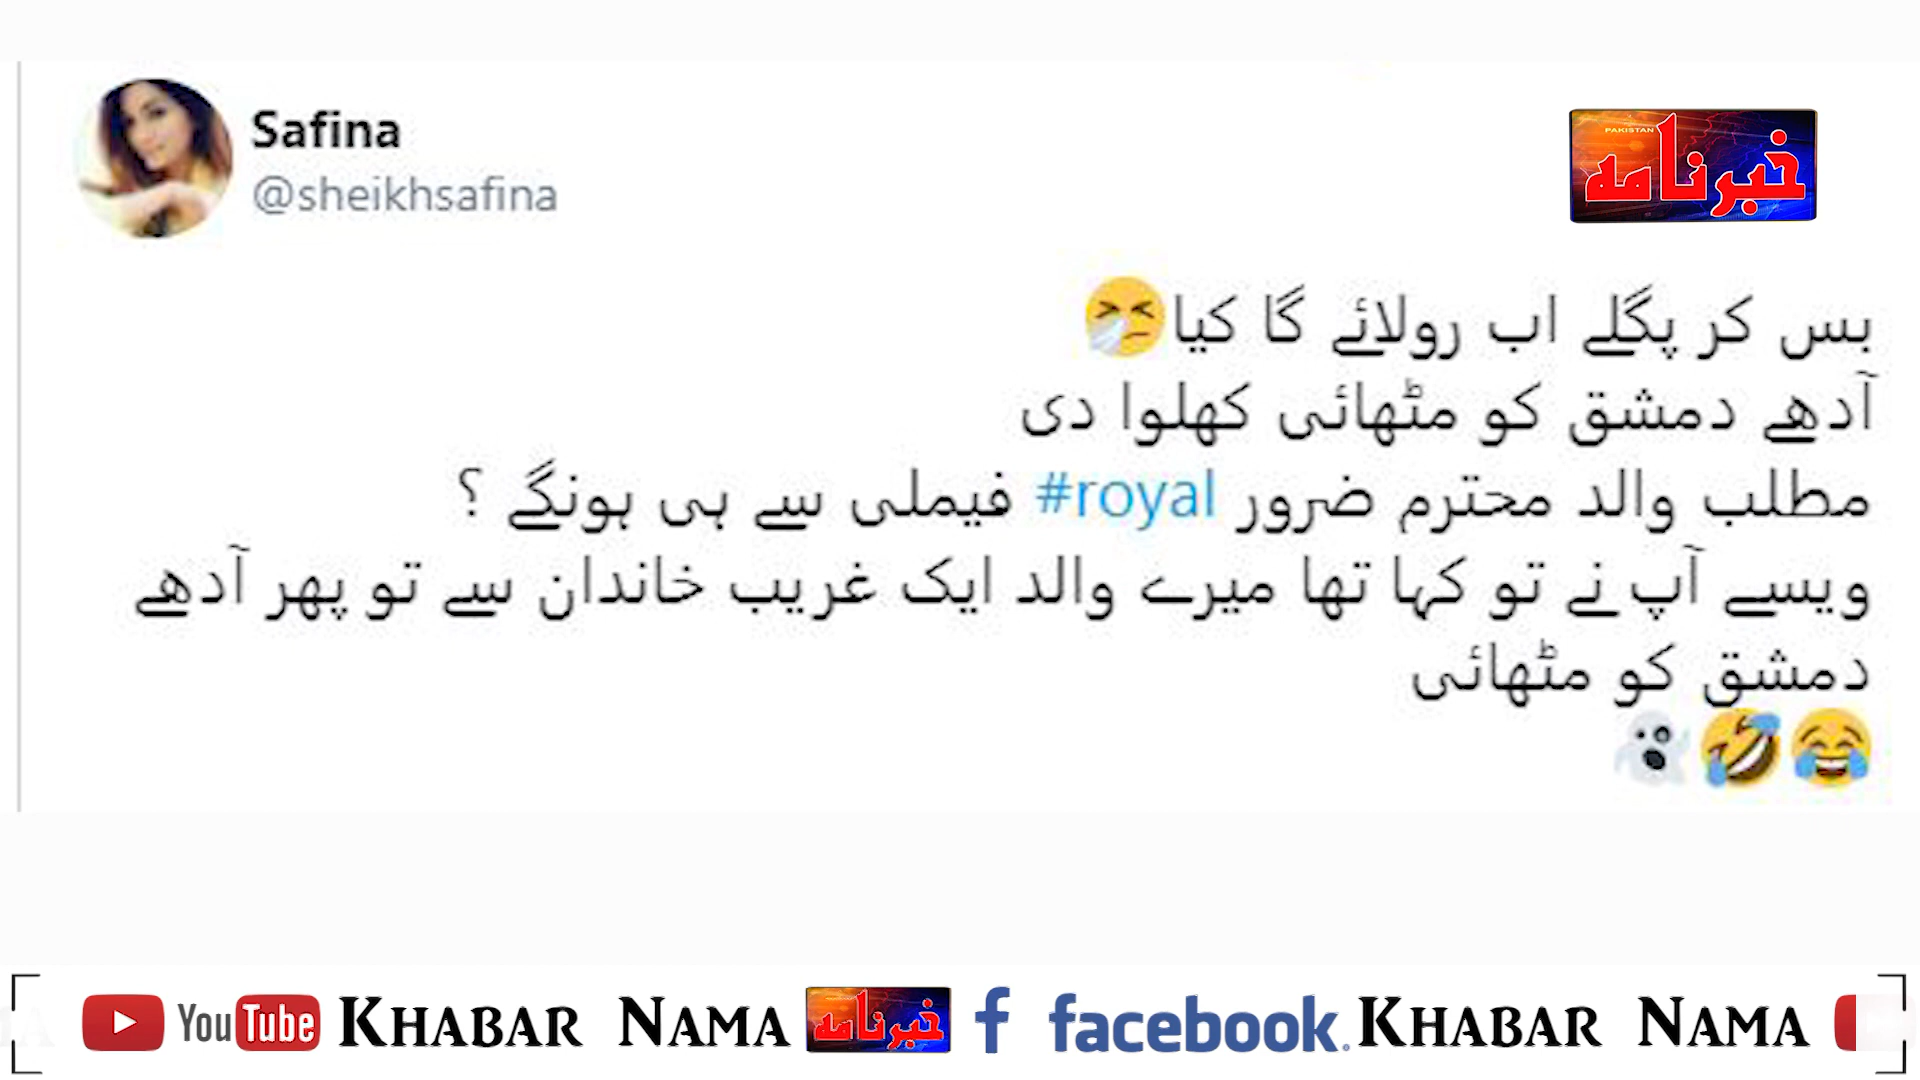 Safina
@sheikhsafina
PAKISTAN
خبرنامہ
بس کر پگلے اب رولائے گا کیا🤧
آدھے دمشق کو مٹھائی کھلوا دی
مطلب والد محترم ضرور #royal فیملی سے ہی ہونگے ؟
ویسے آپ نے تو کہا تھا میرے والد ایک غریب خاندان سے تو پھر آدھے
دمشق کو مٹھائی
😂🤣👻
YouTube KHABAR NAMA خبرنامہ f facebook. KHABAR NAMA